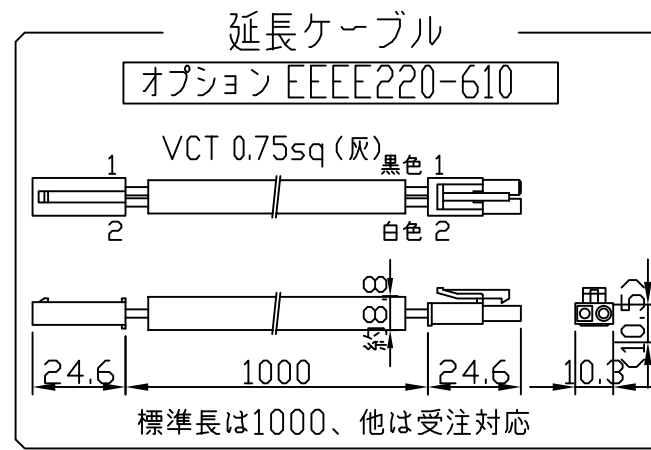 延長ケーブル
オプション EEEE220-610
VCT 0.75sq(灰)
黒色 1
1
2
白色 2
約8.8
(10.5)
24.6
1000
24.6
10.3
標準長は1000、他は受注対応